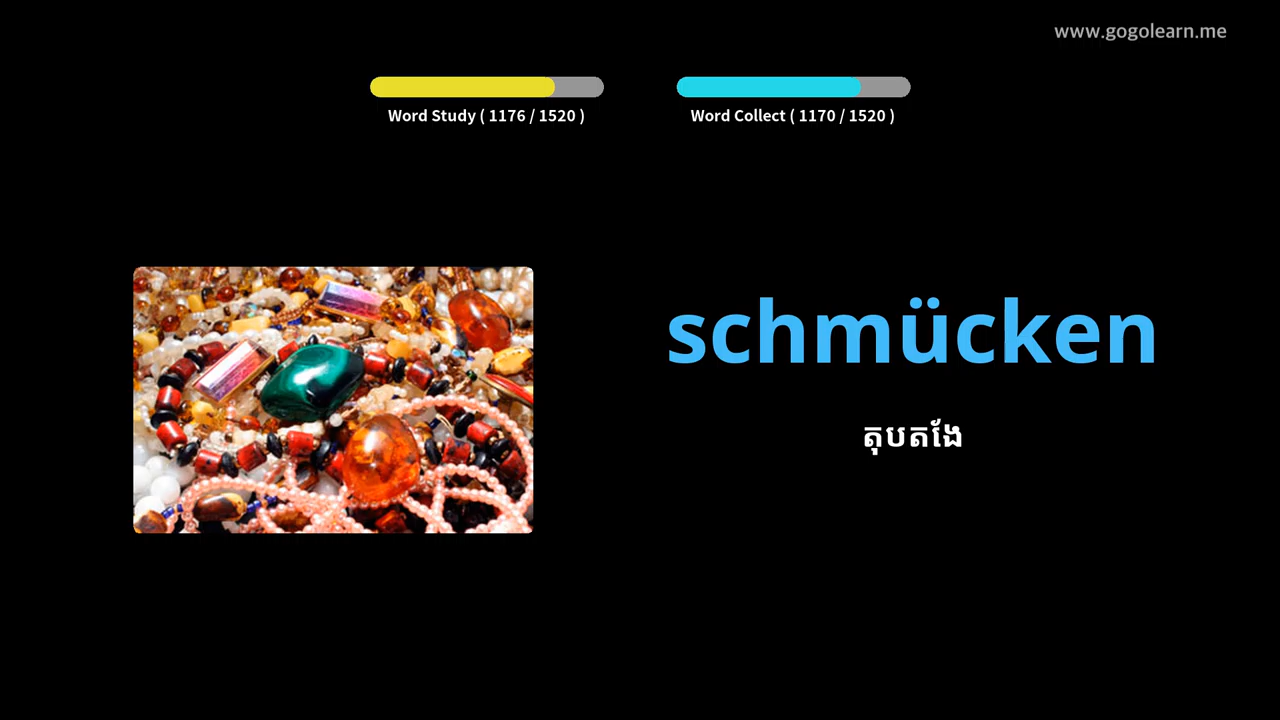 www.gogolearn.me
Word Study ( 1176 / 1520 )
Word Collect ( 1170 / 1520 )
schmücken
តុបតែង